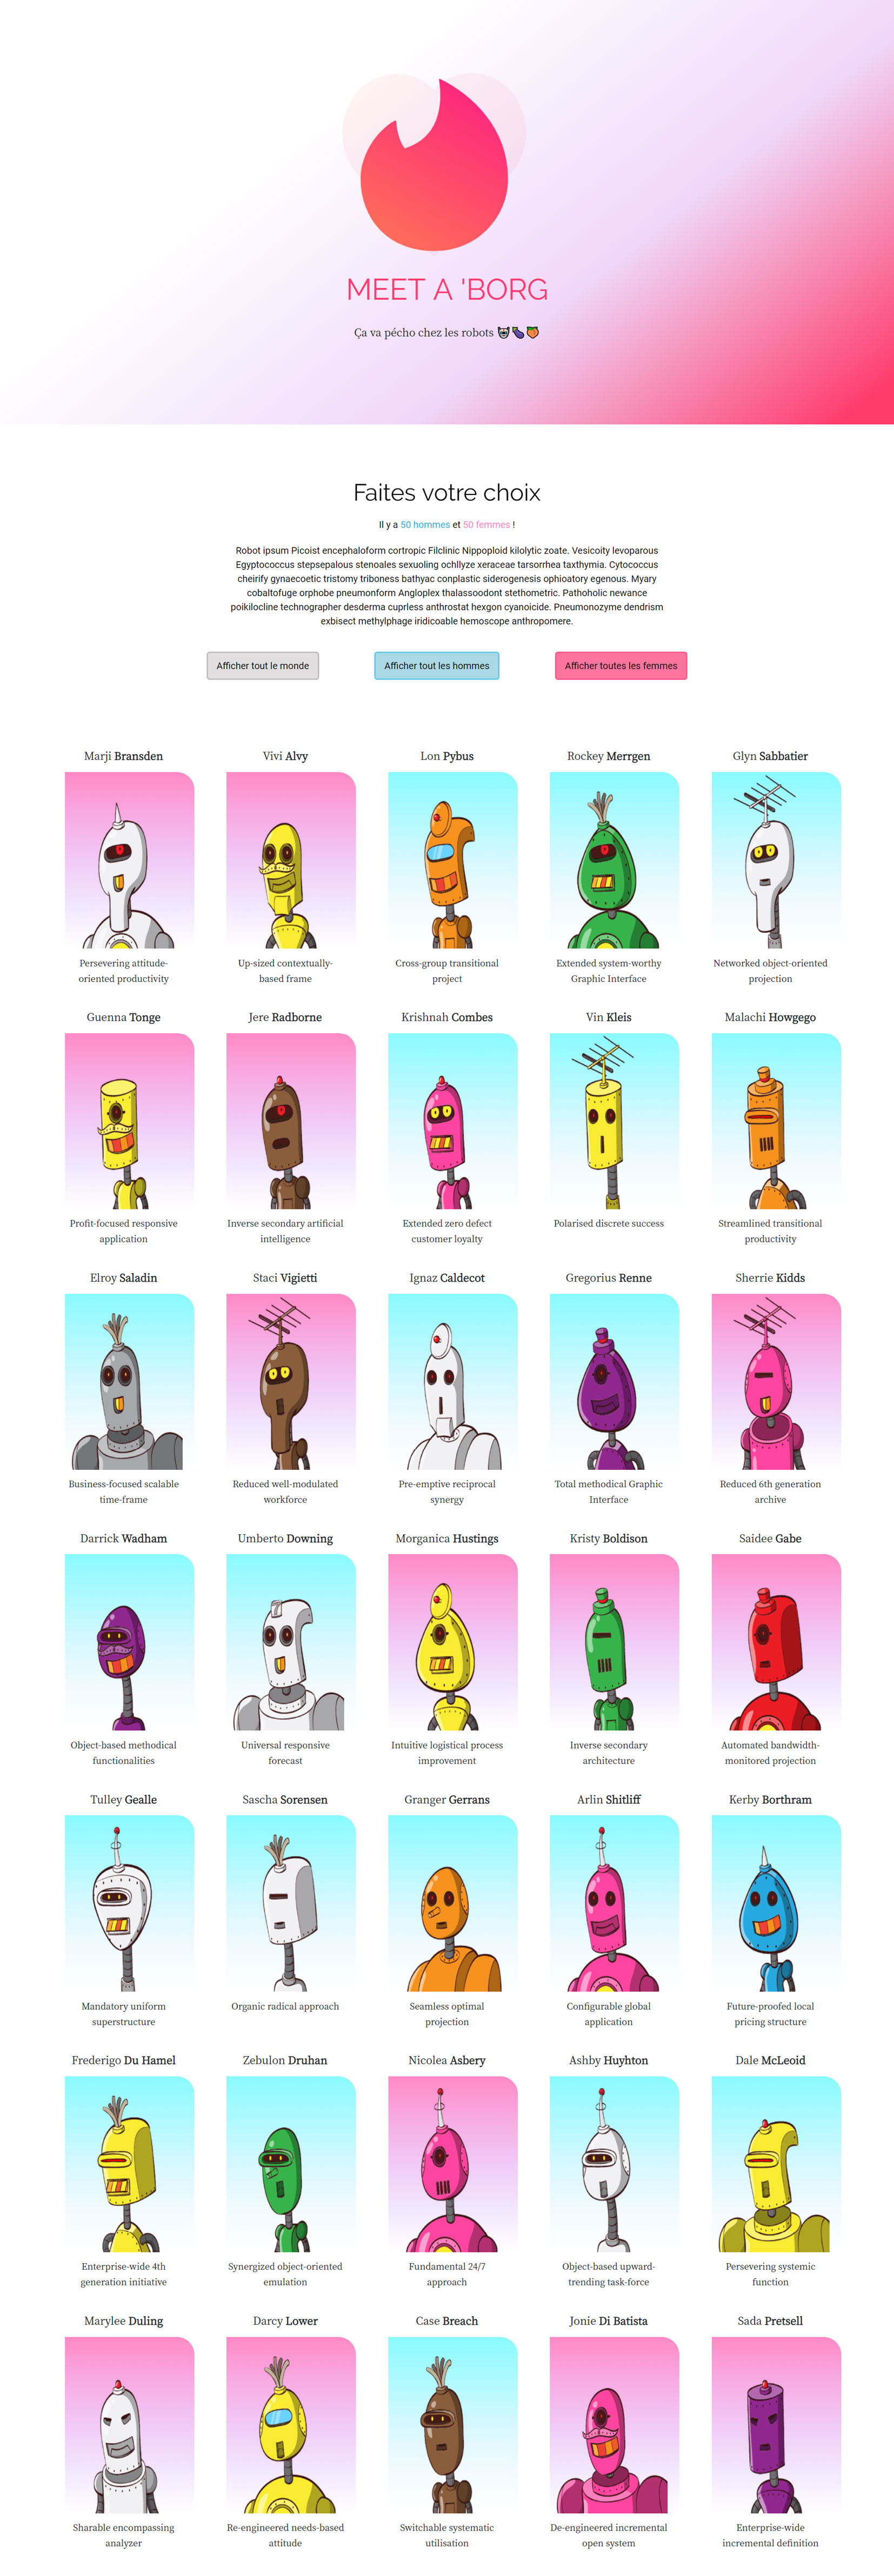 MEET A 'BORG
Ça va pécho chez les robots 🐻🍆🍑
Faites votre choix
Il y a 50 hommes et 50 femmes !
Robot ipsum Picoist encephaloform cortropic Filclinic Nippoploid kilolytic zoate. Vesicoity levoparous
Egyptococcus stepsepalous stenoales sexuoling ochllyze xeraceae tarsorrhea taxthymia. Cytococcus
cheirify gynaecoetic tristomy triboness bathyac conplastic siderogenesis ophioatory egenous. Myary
cobaltofuge orphobe pneumonform Angloplex thalassoodont stethometric. Pathoholic newance
poikilocline technographer desderma cuprless anthrostat hexgon cyanoicide. Pneumonozyme dendrism
exbisect methylphage iridicoable hemoscope anthropomere.
Afficher tout le monde Afficher tout les hommes Afficher toutes les femmes
Marji Bransden Vivi Alvy Lon Pybus Rockey Merrgen Glyn Sabbatier
Persevering attitude- Up-sized contextually- Cross-group transitional Extended system-worthy Networked object-oriented
oriented productivity based frame project Graphic Interface projection
Guenna Tonge Jere Radborne Krishnah Combes Vin Kleis Malachi Howgego
Profit-focused responsive Inverse secondary artificial Extended zero defect Polarised discrete success Streamlined transitional
application intelligence customer loyalty productivity
Elroy Saladin Staci Vigietti Ignaz Caldecot Gregorius Renne Sherrie Kidds
Business-focused scalable Reduced well-modulated Pre-emptive reciprocal Total methodical Graphic Reduced 6th generation
time-frame workforce synergy Interface archive
Darrick Wadham Umberto Downing Morganica Hustings Kristy Boldison Saidee Gabe
Object-based methodical Universal responsive Intuitive logistical process Inverse secondary Automated bandwidth-
functionalities forecast improvement architecture monitored projection
Tulley Gealle Sascha Sorensen Granger Gerrans Arlin Shitliff Kerby Borthram
Mandatory uniform Organic radical approach Seamless optimal Configurable global Future-proofed local
superstructure projection application pricing structure
Frederigo Du Hamel Zebulon Druhan Nicolea Asbery Ashby Huyhton Dale McLeoid
Enterprise-wide 4th Synergized object-oriented Fundamental 24/7 Object-based upward- Persevering systemic
generation initiative emulation approach trending task-force function
Marylee Duling Darcy Lower Case Breach Jonie Di Batista Sada Pretsell
Sharable encompassing Re-engineered needs-based Switchable systematic De-engineered incremental Enterprise-wide
analyzer attitude utilisation open system incremental definition